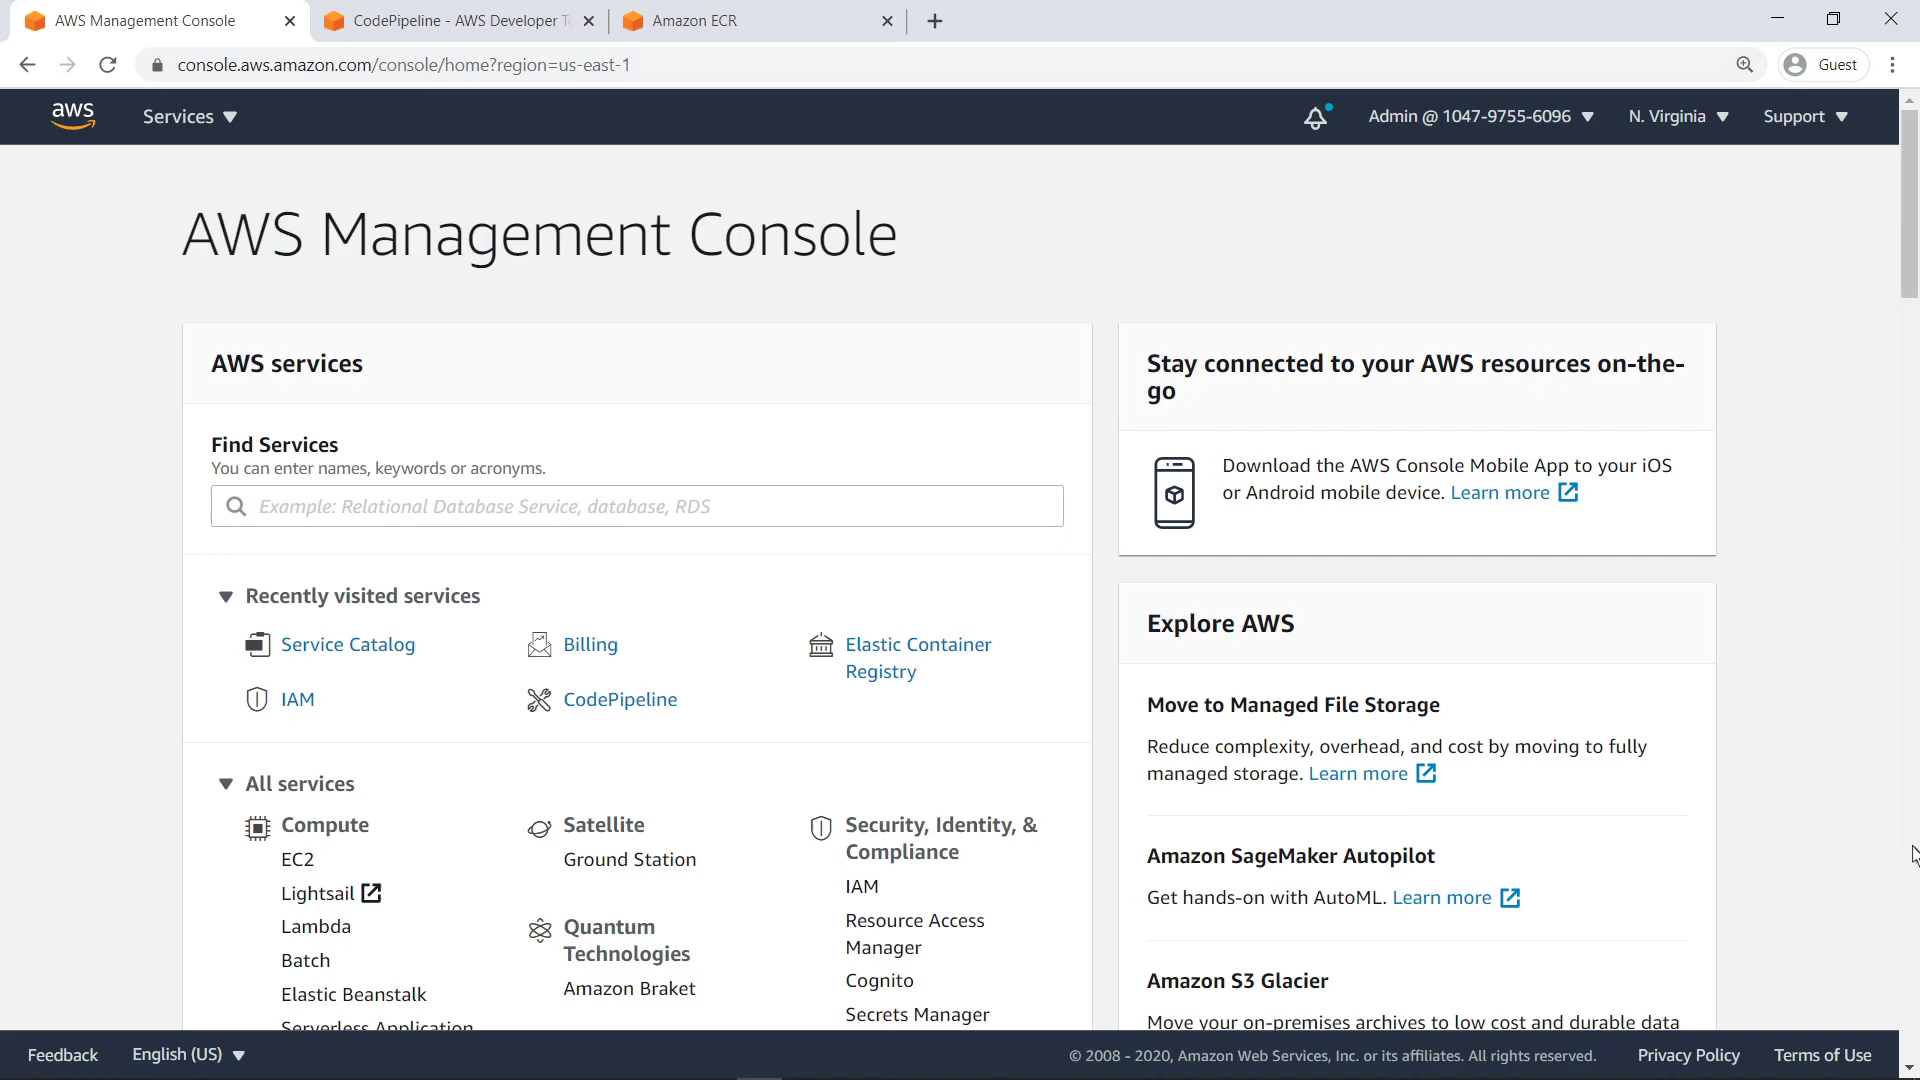 AWS Management Console
CodePipeline - AWS Developer
Amazon ECR
console.aws.amazon.com/console/home?region=us-east-1
Guest
aws
Services
Admin @ 1047-9755-6096
N. Virginia
Support
AWS Management Console
AWS services
Find Services
You can enter names, keywords or acronyms.
Example: Relational Database Service, database, RDS
Recently visited services
Service Catalog
Billing
Elastic Container
Registry
IAM
CodePipeline
All services
Compute
EC2
Lightsail
Lambda
Batch
Elastic Beanstalk
Serverless Application
Satellite
Ground Station
Quantum
Technologies
Amazon Braket
Security, Identity, &
Compliance
IAM
Resource Access
Manager
Cognito
Secrets Manager
Stay connected to your AWS resources on-the-
go
Download the AWS Console Mobile App to your iOS
or Android mobile device. Learn more
Explore AWS
Move to Managed File Storage
Reduce complexity, overhead, and cost by moving to fully
managed storage. Learn more
Amazon SageMaker Autopilot
Get hands-on with AutoML. Learn more
Amazon S3 Glacier
Move your on-premises archives to low cost and durable data
Feedback
English (US)
© 2008 - 2020, Amazon Web Services, Inc. or its affiliates. All rights reserved.
Privacy Policy
Terms of Use